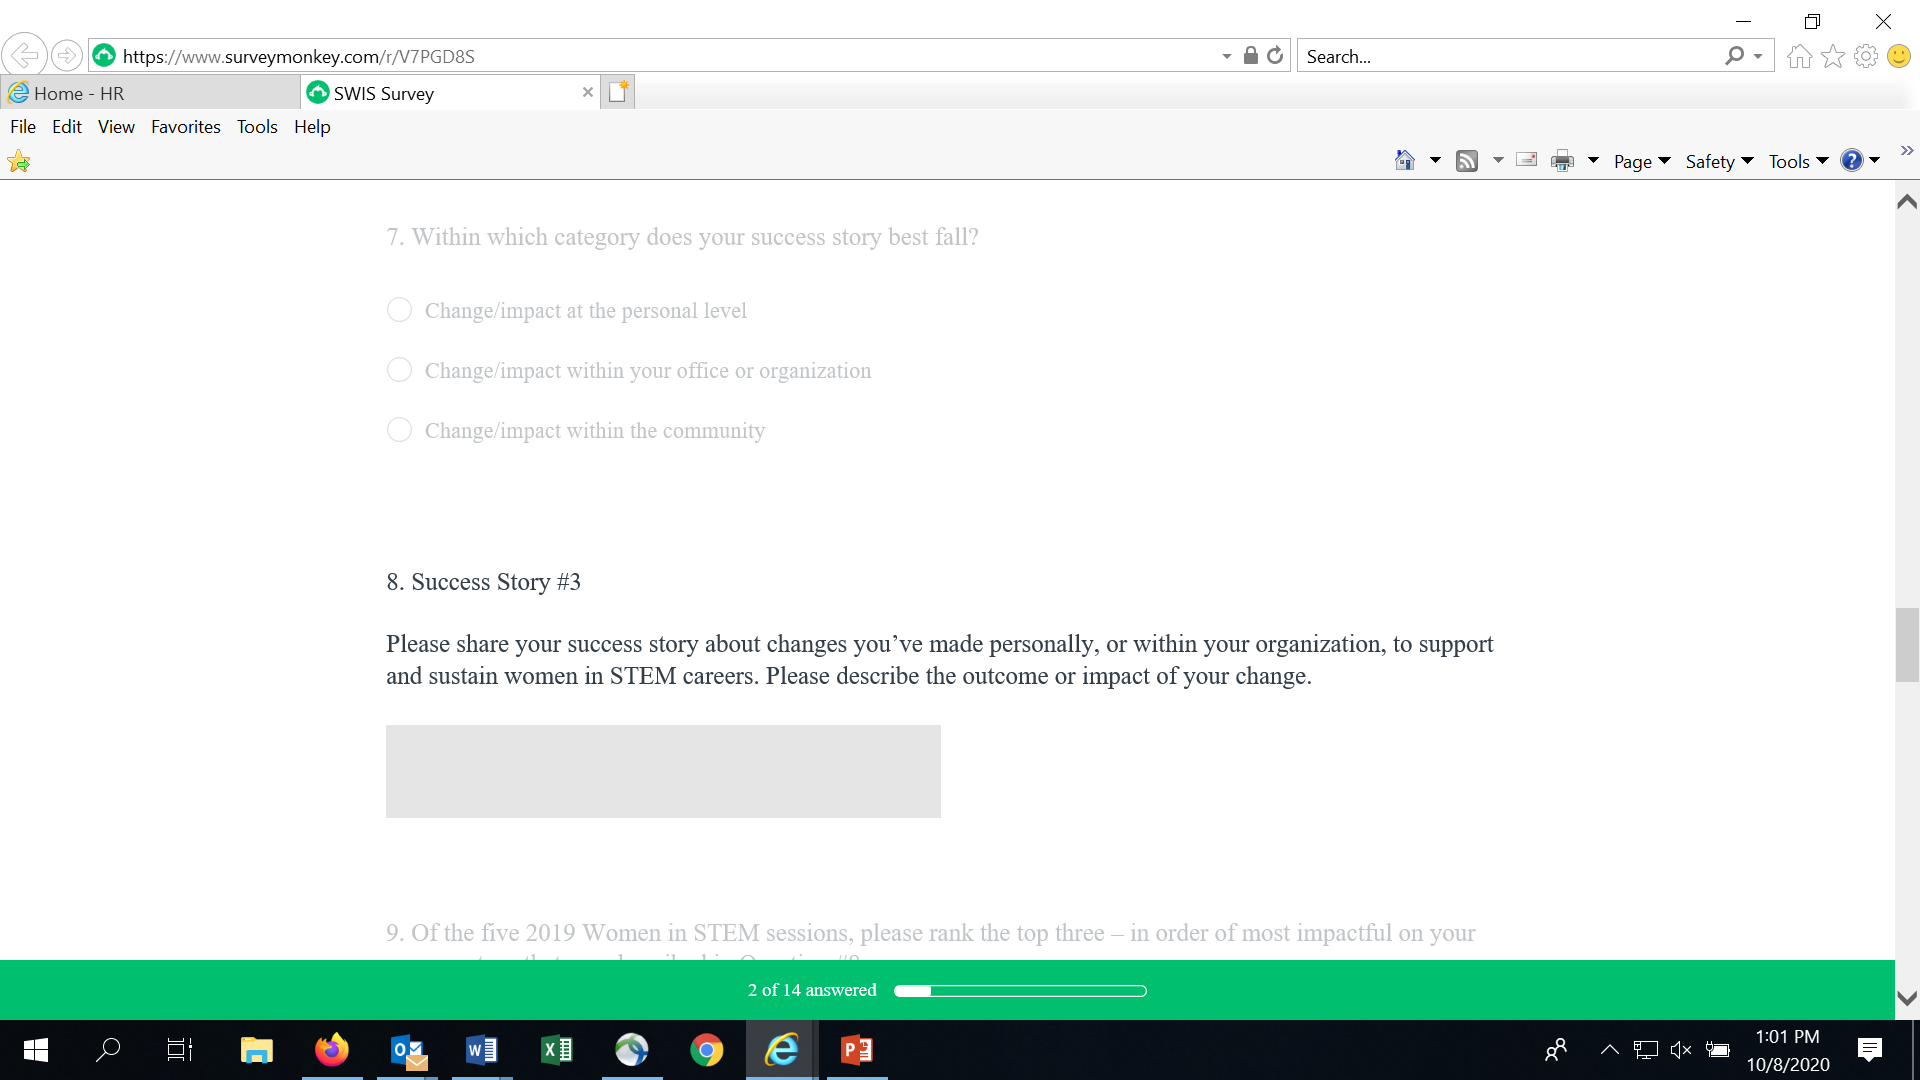 https://www.surveymonkey.com/r/V7PGD8S
Search...
Home - HR
SWIS Survey
File Edit View Favorites Tools Help
Page Safety Tools
7. Within which category does your success story best fall?
Change/impact at the personal level
Change/impact within your office or organization
Change/impact within the community
8. Success Story #3
Please share your success story about changes you’ve made personally, or within your organization, to support
and sustain women in STEM careers. Please describe the outcome or impact of your change.
9. Of the five 2019 Women in STEM sessions, please rank the top three – in order of most impactful on your
2 of 14 answered
1:01 PM
10/8/2020